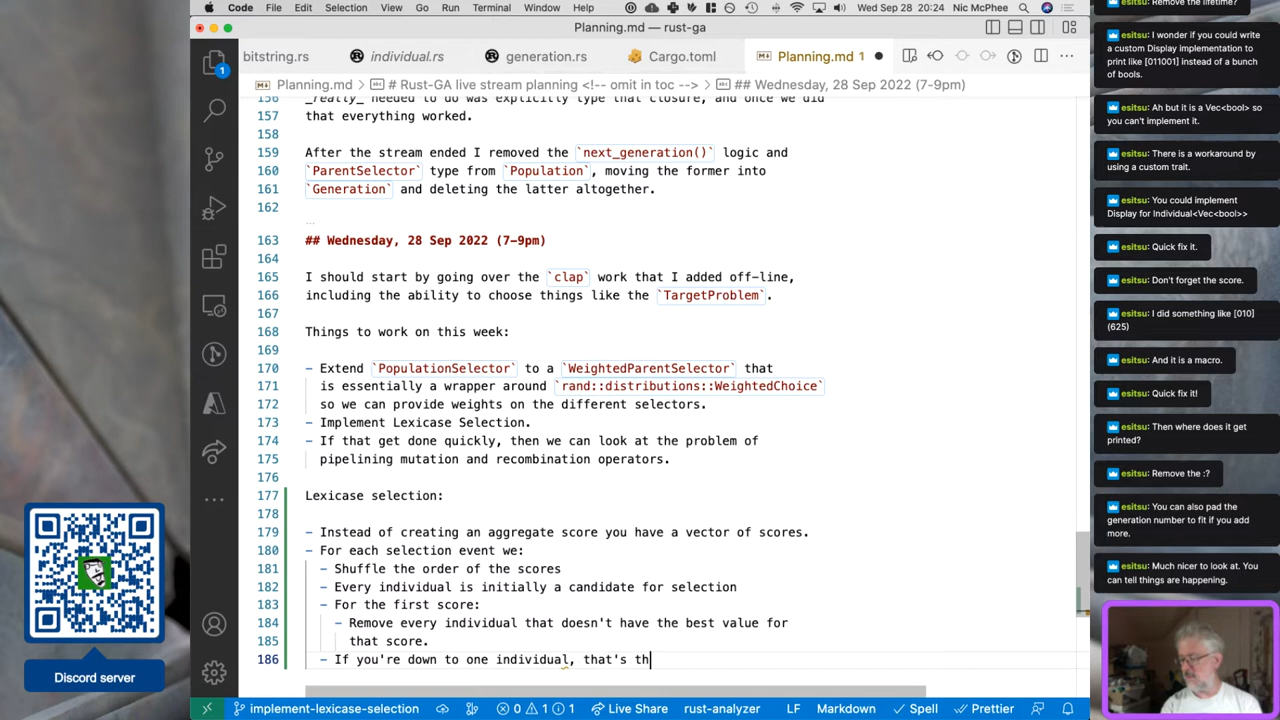 Code File Edit Selection View Go Run Terminal Window Help Wed Sep 28 20:24 Nic McPhee
Planning.md — rust-ga
bitstring.rs individual.rs generation.rs Cargo.toml Planning.md 1
Planning.md > # Rust-GA live stream planning <!-- omit in toc --> > ## Wednesday, 28 Sep 2022 (7-9pm)
156 _really_ needed to do was explicitly type that closure, and once we did
157 that everything worked.
158
159 After the stream ended I removed the `next_generation()` logic and
160 `ParentSelector` type from `Population`, moving the former into
161 `Generation` and deleting the latter altogether.
162
...
163 ## Wednesday, 28 Sep 2022 (7-9pm)
164
165 I should start by going over the `clap` work that I added off-line,
166 including the ability to choose things like the `TargetProblem`.
167
168 Things to work on this week:
169
170 - Extend `PopulationSelector` to a `WeightedParentSelector` that
171 is essentially a wrapper around `rand::distributions::WeightedChoice`
172 so we can provide weights on the different selectors.
173 - Implement Lexicase Selection.
174 - If that get done quickly, then we can look at the problem of
175 pipelining mutation and recombination operators.
176
177 Lexicase selection:
178
179 - Instead of creating an aggregate score you have a vector of scores.
180 - For each selection event we:
181 - Shuffle the order of the scores
182 - Every individual is initially a candidate for selection
183 - For the first score:
184 - Remove every individual that doesn't have the best value for
185 that score.
186 - If you're down to one individual, that's th
1
Discord server
implement-lexicase-selection 0 1 1 Live Share rust-analyzer LF Markdown Spell Prettier
Remove the lifetime?
esitsu: I wonder if you could write
a custom Display implementation to
print like [011001] instead of a bunch
of bools.
esitsu: Ah but it is a Vec<bool> so
you can't implement it.
esitsu: There is a workaround by
using a custom trait.
esitsu: You could implement
Display for Individual<Vec<bool>>
esitsu: Quick fix it.
esitsu: Don't forget the score.
esitsu: I did something like [010]
(625)
esitsu: And it is a macro.
esitsu: Quick fix it!
esitsu: Then where does it get
printed?
esitsu: Remove the :?
esitsu: You can also pad the
generation number to fit if you add
more.
esitsu: Much nicer to look at. You
can tell things are happening.